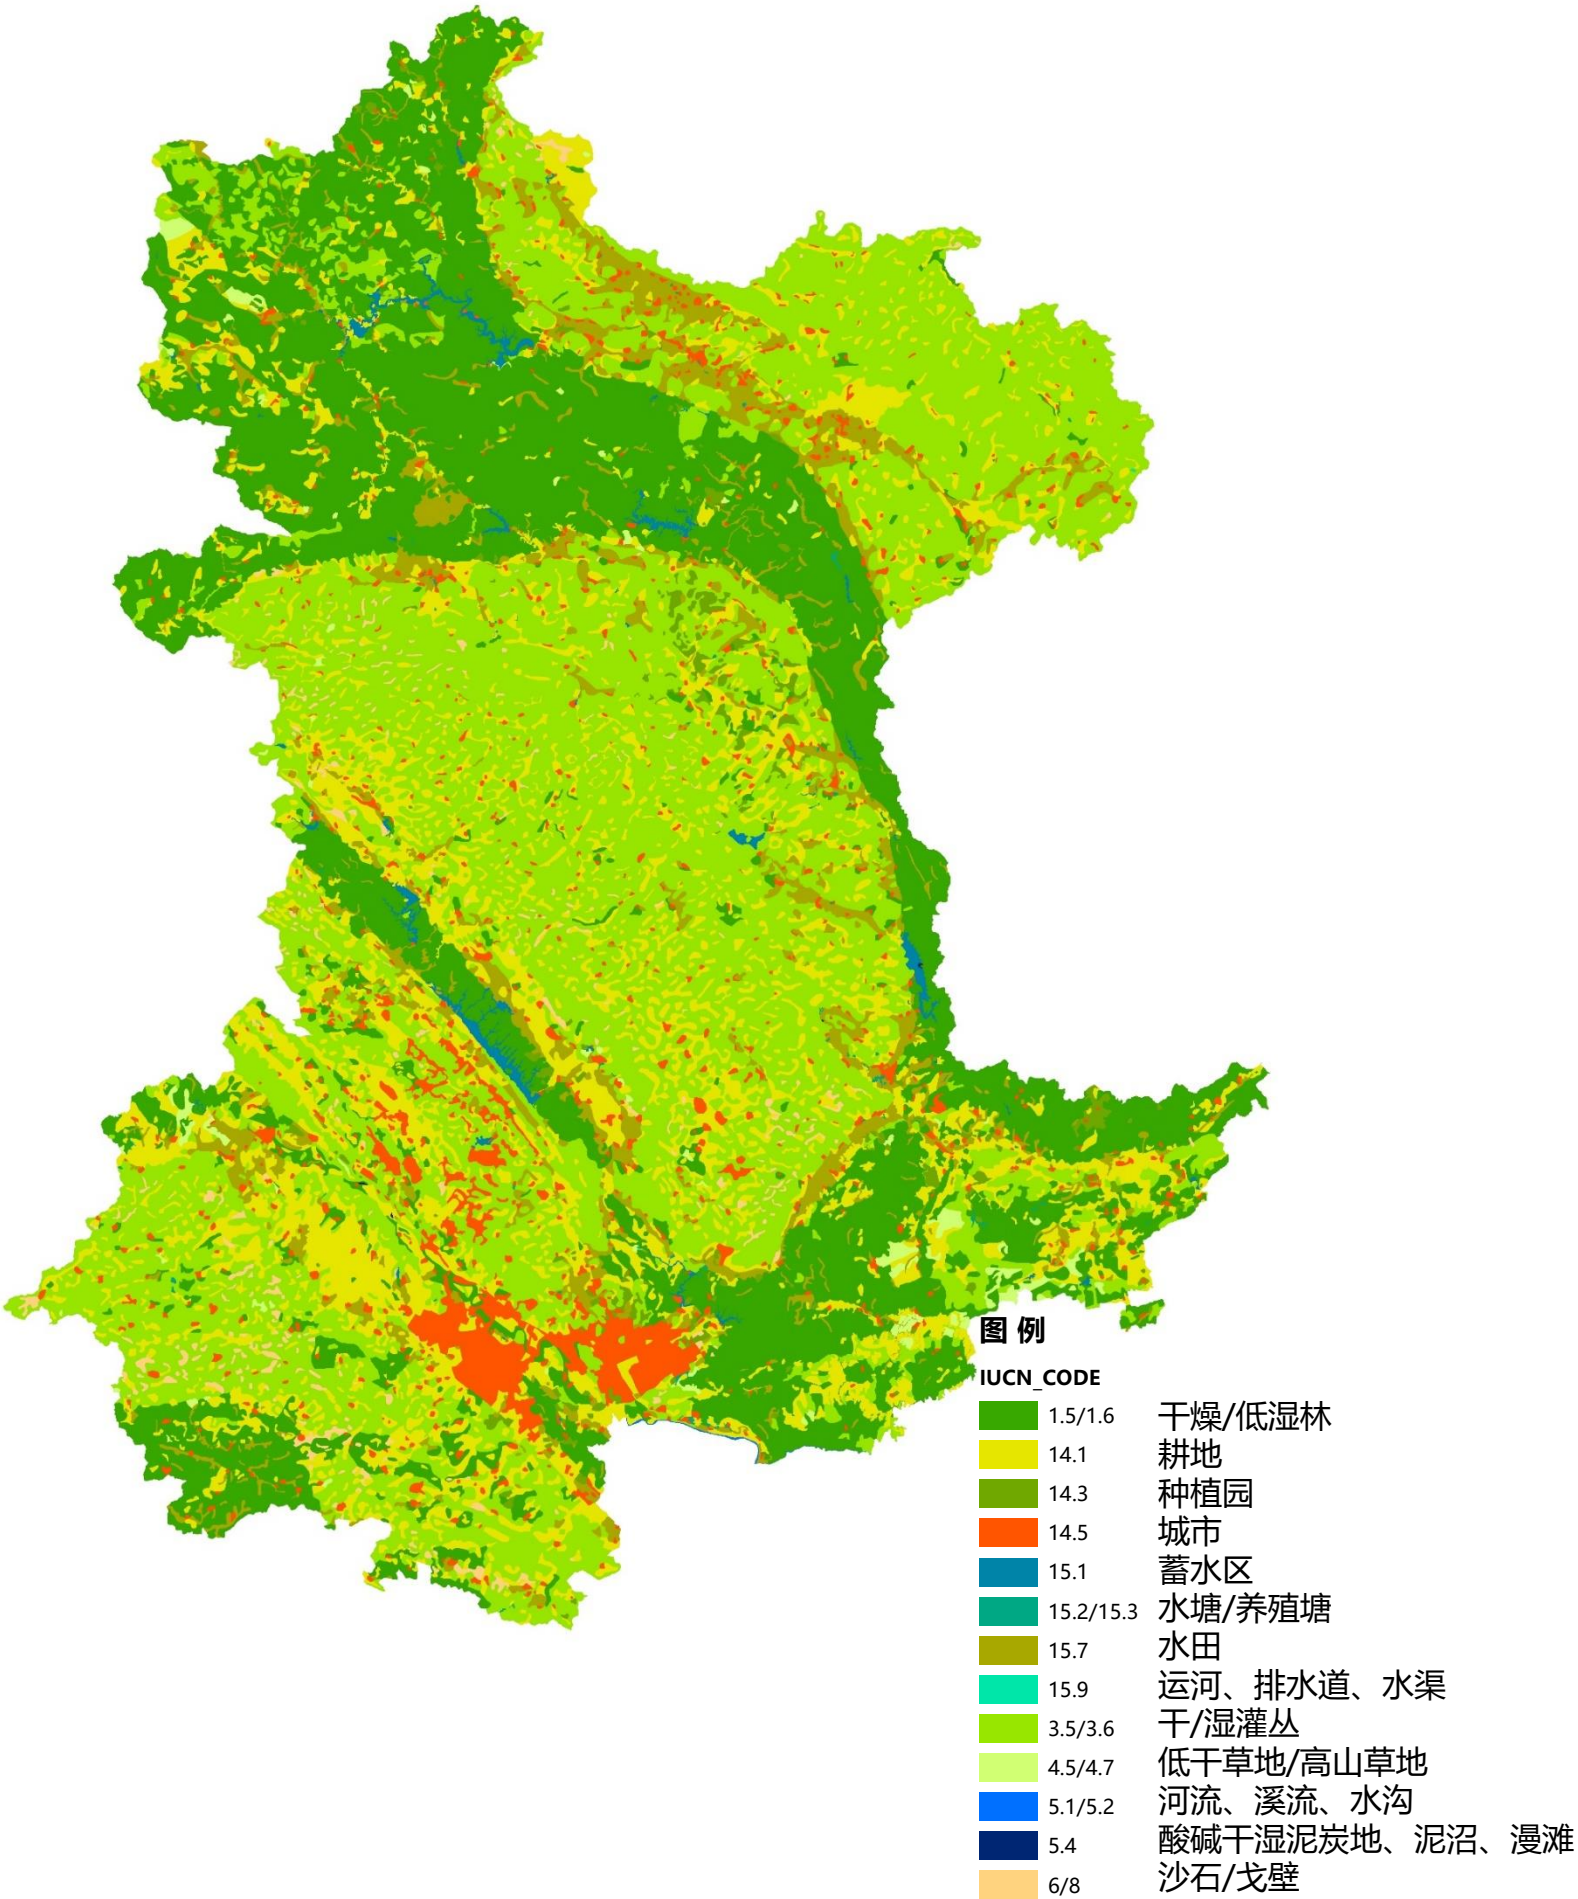 图 例
IUCN_CODE
1.5/1.6 干燥/低湿林
14.1 耕地
14.3 种植园
14.5 城市
15.1 蓄水区
15.2/15.3 水塘/养殖塘
15.7 水田
15.9 运河、排水道、水渠
3.5/3.6 干/湿灌丛
4.5/4.7 低干草地/高山草地
5.1/5.2 河流、溪流、水沟
5.4 酸碱干湿泥炭地、泥沼、漫滩
6/8 沙石/戈壁